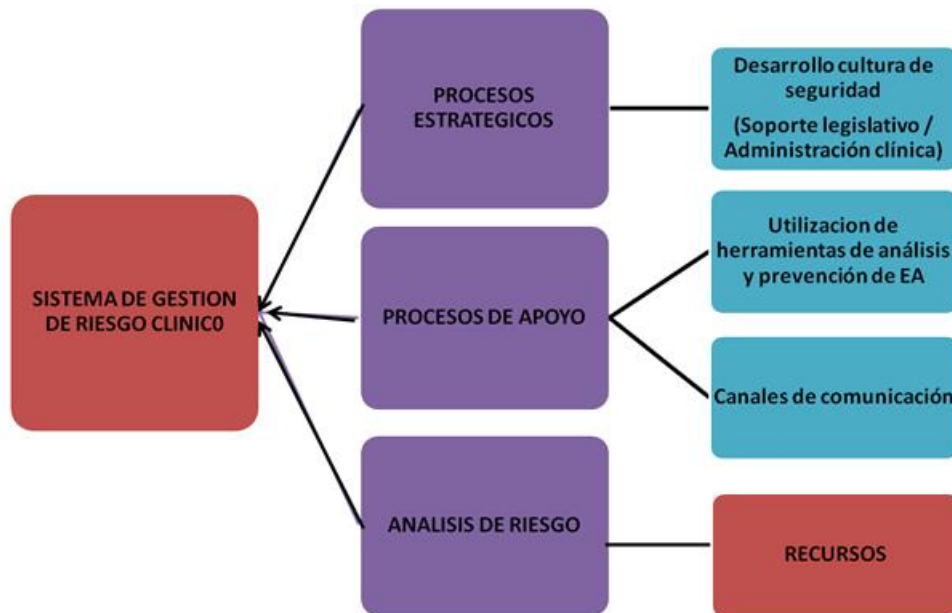 PROCESOS
ESTRATEGICOS
Desarrollo cultura de
seguridad
(Soporte legislativo /
Administración clínica)
SISTEMA DE GESTION
DE RIESGO CLINIC0
PROCESOS DE APOYO
Utilizacion de
herramientas de análisis
y prevención de EA
Canales de comunicación
ANALISIS DE RIESGO
RECURSOS